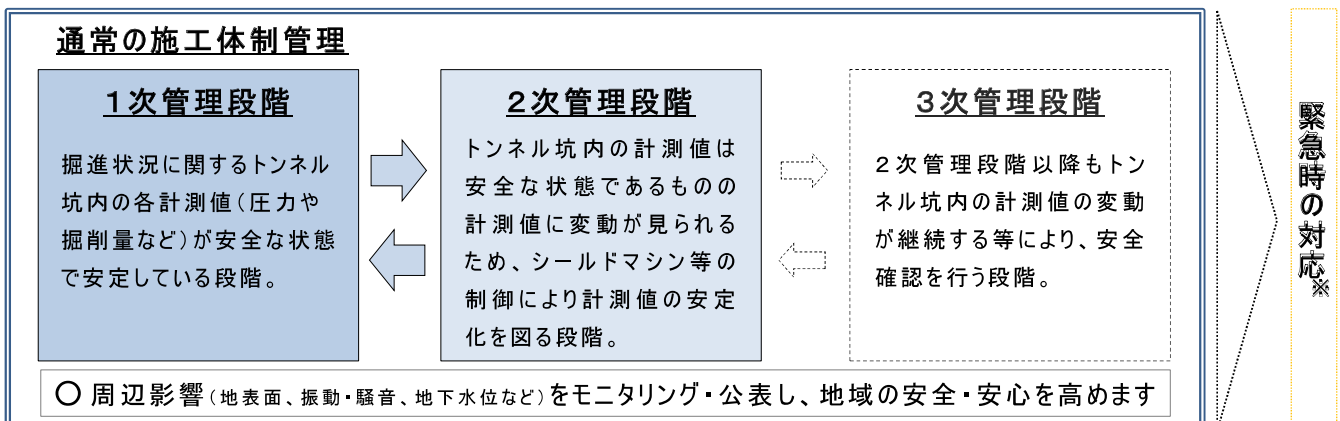 通常の施工体制管理
1次管理段階
掘進状況に関するトンネル
坑内の各計測値(圧力や
掘削量など)が安全な状態
で安定している段階。
2次管理段階
トンネル坑内の計測値は
安全な状態であるものの
計測値に変動が見られる
ため、シールドマシン等の
制御により計測値の安定
化を図る段階。
3次管理段階
2次管理段階以降もトン
ネル坑内の計測値の変動
が継続する等により、安全
確認を行う段階。
〇周辺影響(地表面、振動・騒音、地下水位など)をモニタリング・公表し、地域の安全・安心を高めます
緊急時の対応※